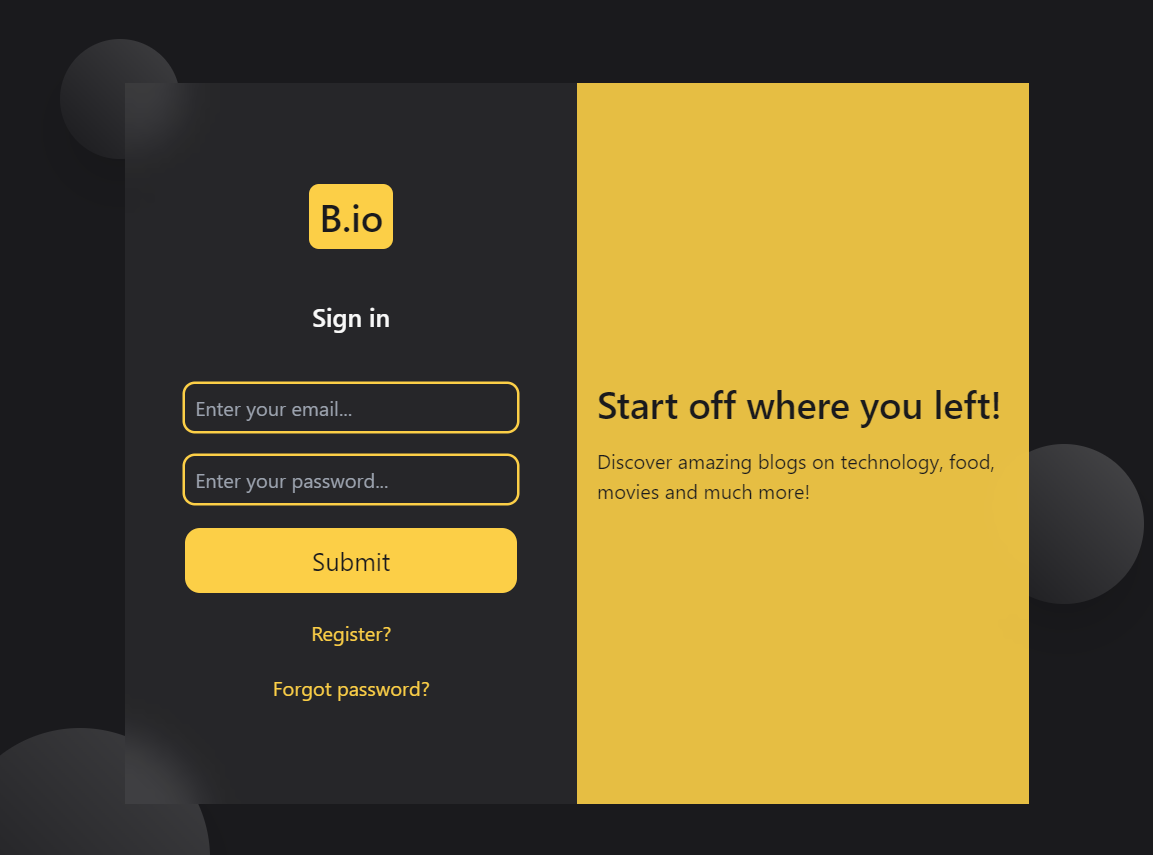 B.io
Sign in
Enter your email...
Enter your password...
Submit
Register?
Forgot password?
Start off where you left!
Discover amazing blogs on technology, food,
movies and much more!